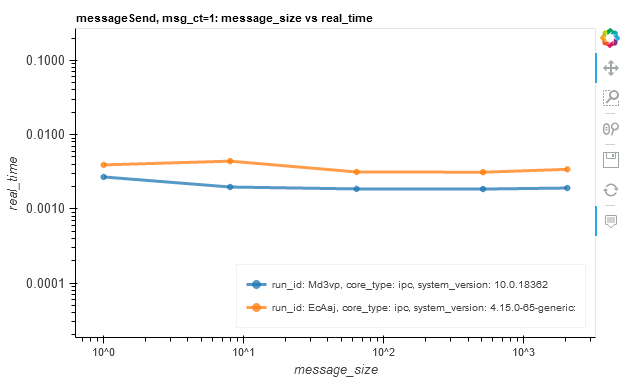 messageSend, msg_ct=1: message_size vs real_time
0.1000
0.0100
0.0010
0.0001
real_time
run_id: Md3vp, core_type: ipc, system_version: 10.0.18362
run_id: EcAaj, core_type: ipc, system_version: 4.15.0-65-generic:
10^0 10^1 10^2 10^3
message_size